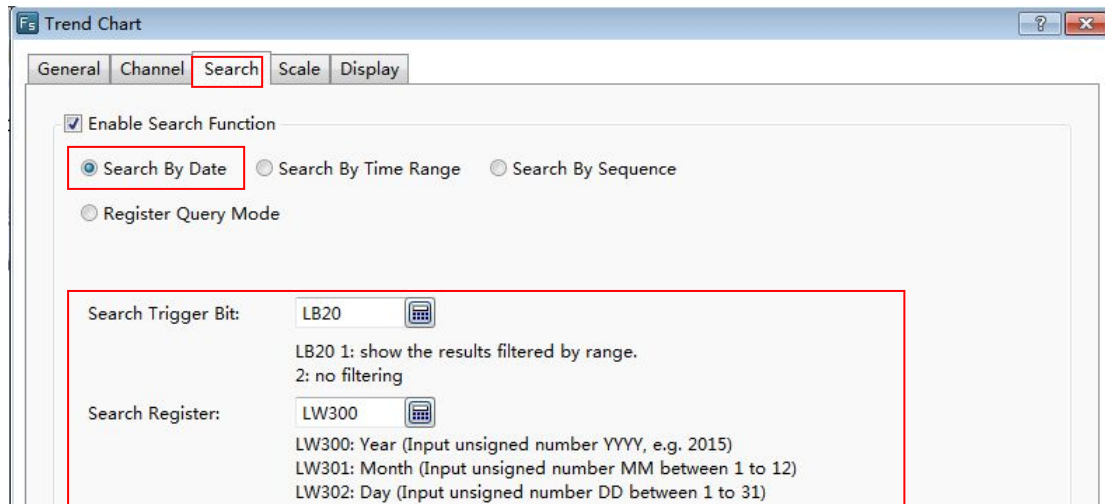 Fs Trend Chart
General Channel Search Scale Display
Enable Search Function
Search By Date Search By Time Range Search By Sequence
Register Query Mode
Search Trigger Bit: LB20
LB20 1: show the results filtered by range.
2: no filtering
Search Register: LW300
LW300: Year (Input unsigned number YYYY, e.g. 2015)
LW301: Month (Input unsigned number MM between 1 to 12)
LW302: Day (Input unsigned number DD between 1 to 31)